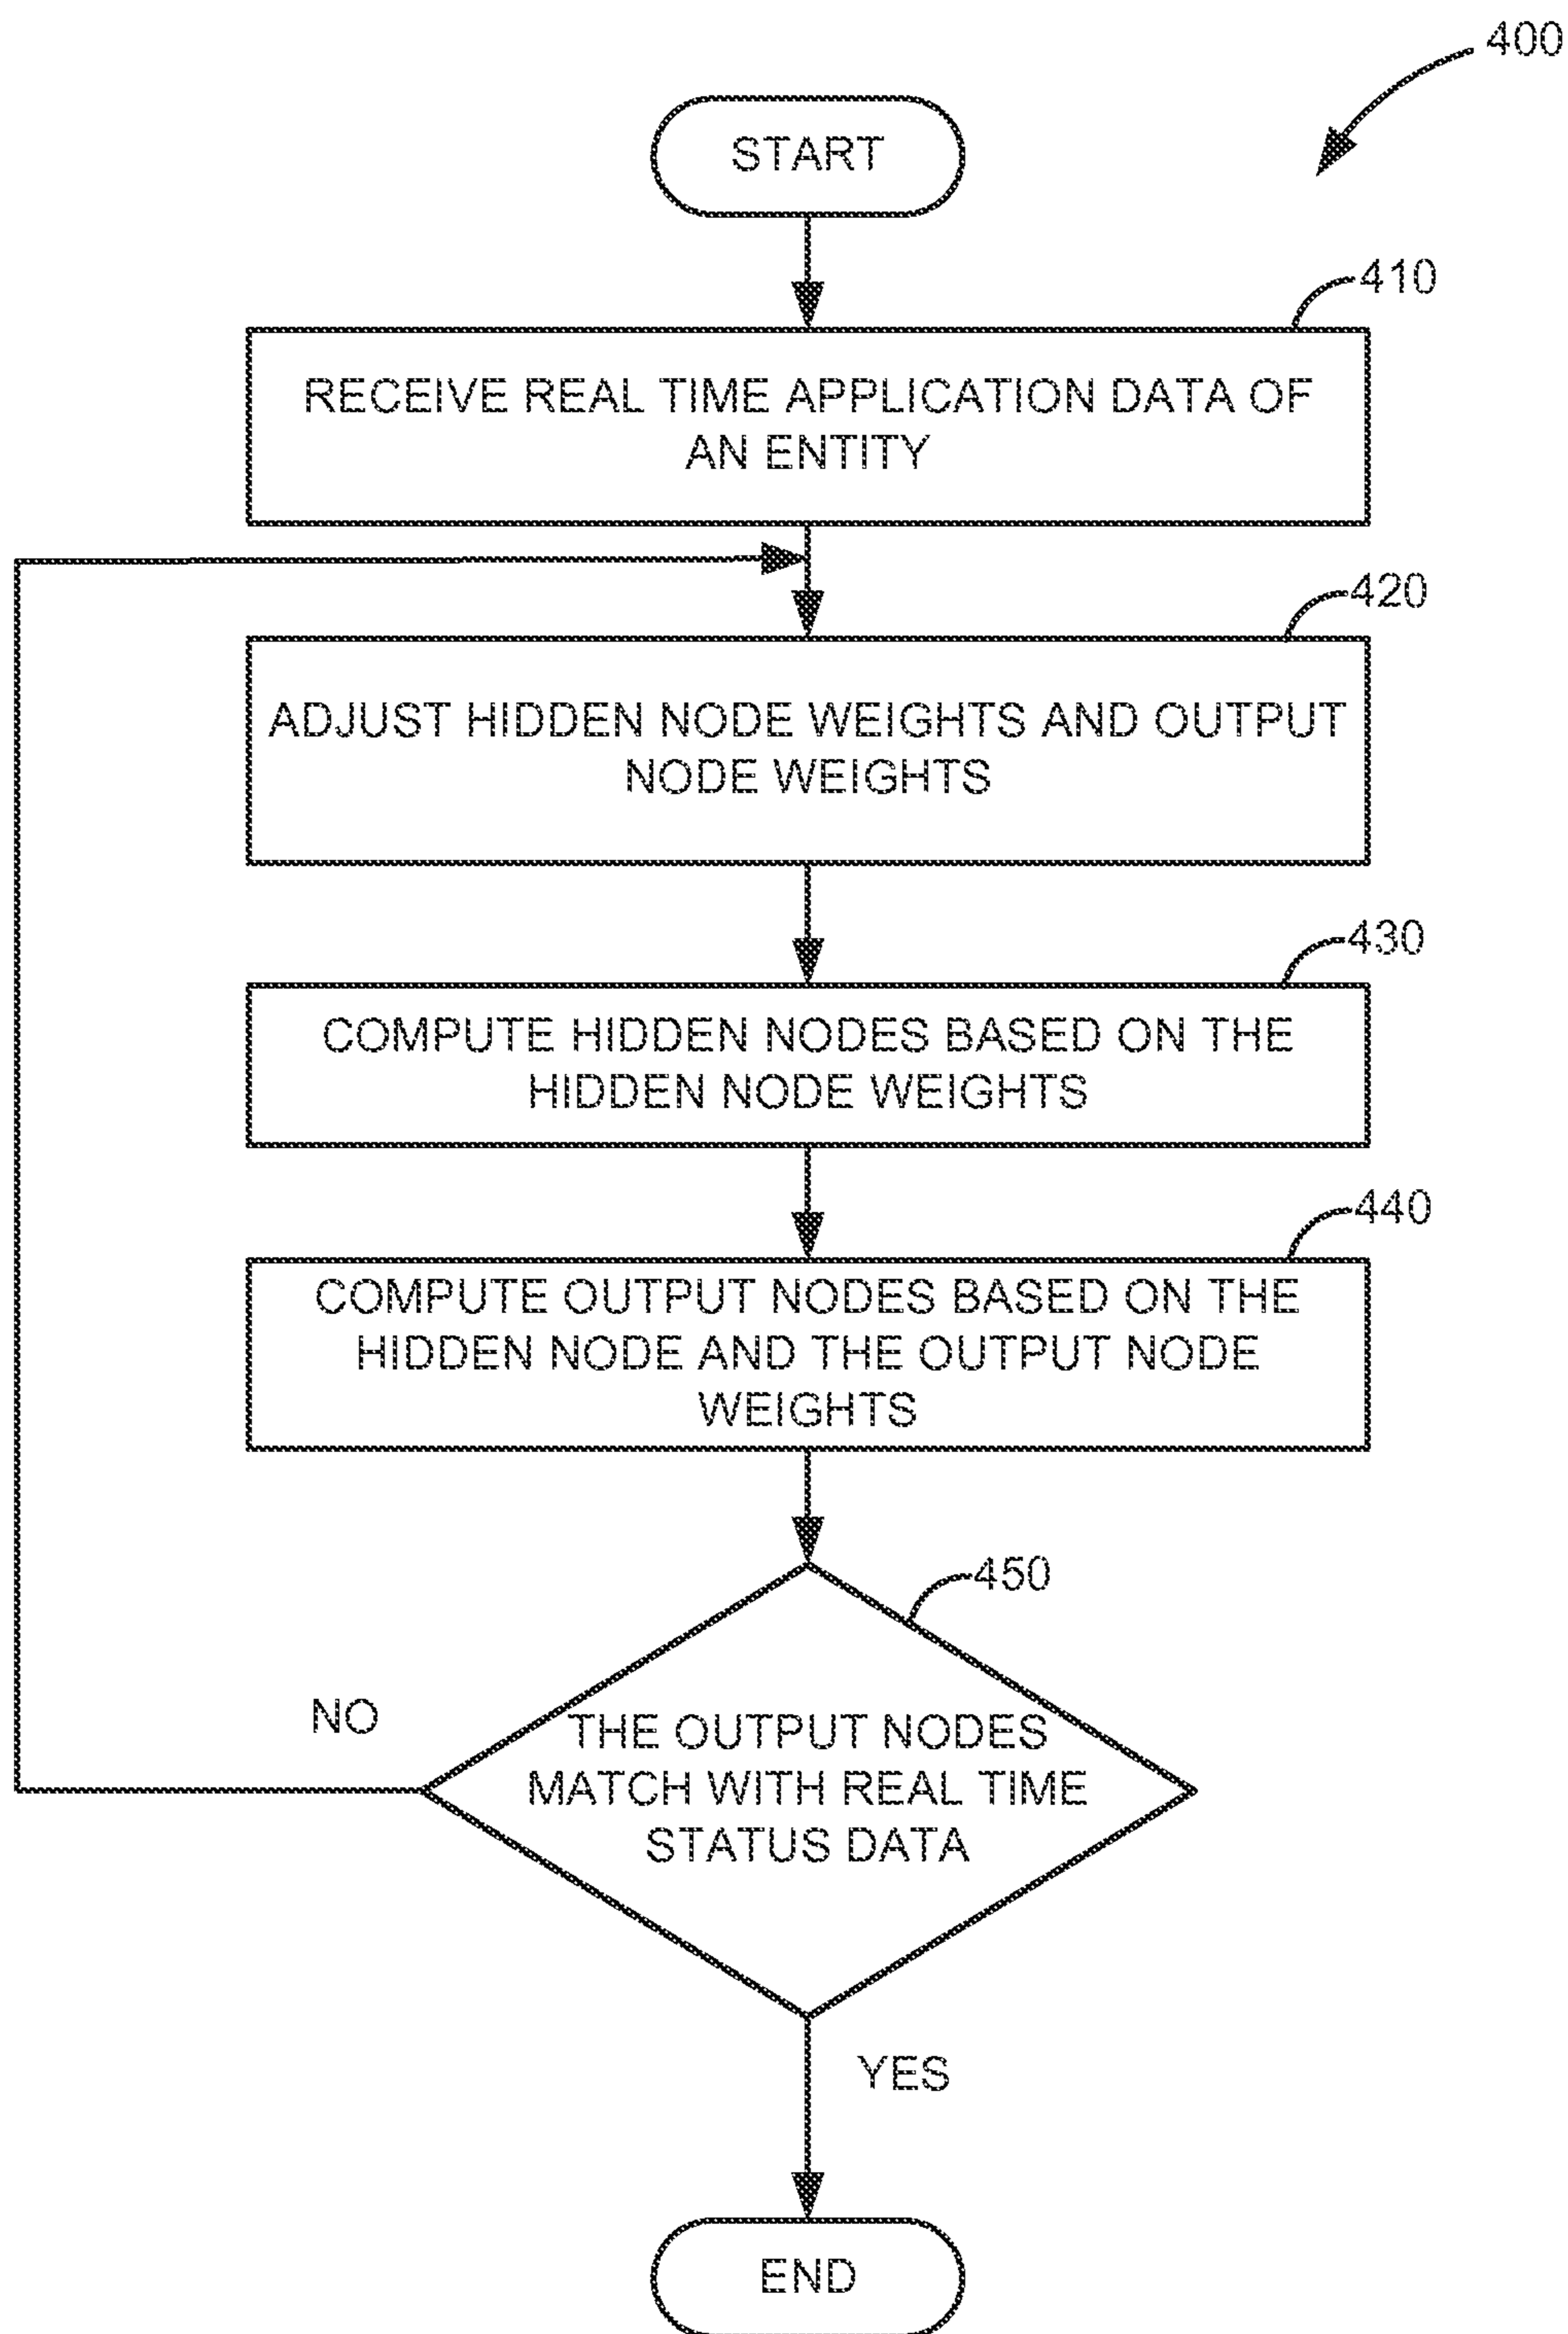 400
START
410
RECEIVE REAL TIME APPLICATION DATA OF
AN ENTITY
420
ADJUST HIDDEN NODE WEIGHTS AND OUTPUT
NODE WEIGHTS
430
COMPUTE HIDDEN NODES BASED ON THE
HIDDEN NODE WEIGHTS
440
COMPUTE OUTPUT NODES BASED ON THE
HIDDEN NODE AND THE OUTPUT NODE
WEIGHTS
450
NO
THE OUTPUT NODES
MATCH WITH REAL TIME
STATUS DATA
YES
END